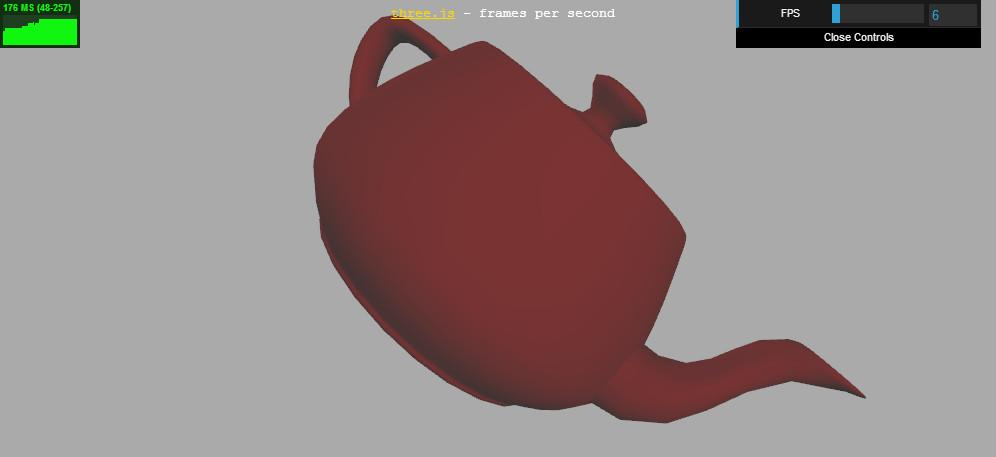 176 MS (48-257)
three.js - frames per second
FPS 6
Close Controls